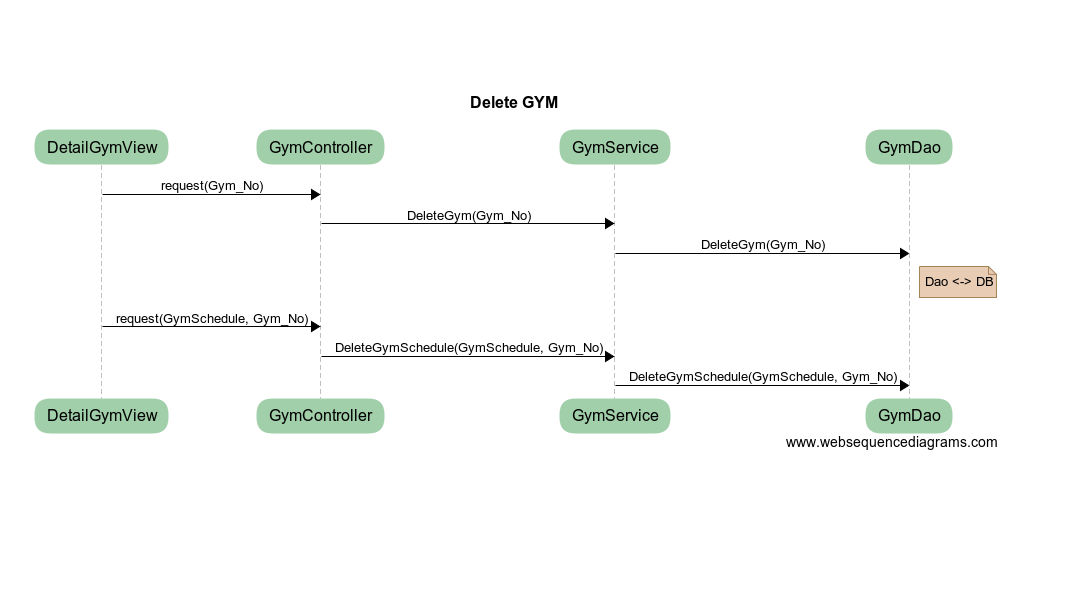 Delete GYM
DetailGymView
GymController
GymService
GymDao
request(Gym_No)
DeleteGym(Gym_No)
DeleteGym(Gym_No)
Dao <-> DB
request(GymSchedule, Gym_No)
DeleteGymSchedule(GymSchedule, Gym_No)
DeleteGymSchedule(GymSchedule, Gym_No)
DetailGymView
GymController
GymService
GymDao
www.websequencediagrams.com